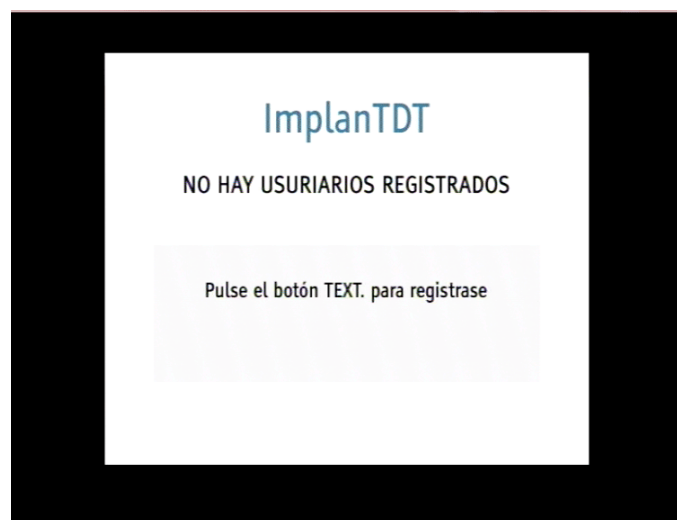 ImplanTDT
NO HAY USURIARIOS REGISTRADOS
Pulse el botón TEXT. para registrase